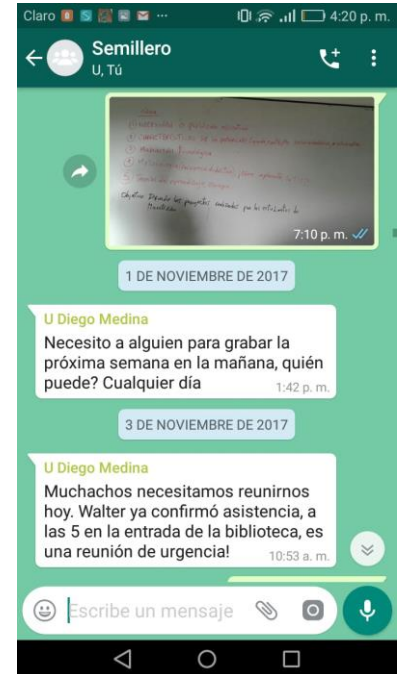 Claro ... 4:20 p. m.
Semillero
U, Tú
7:10 p. m.
1 DE NOVIEMBRE DE 2017
U Diego Medina
Necesito a alguien para grabar la
próxima semana en la mañana, quién
puede? Cualquier día
1:42 p. m.
3 DE NOVIEMBRE DE 2017
U Diego Medina
Muchachos necesitamos reunirnos
hoy. Walter ya confirmó asistencia, a
las 5 en la entrada de la biblioteca, es
una reunión de urgencia!
10:53 a. m.
Escribe un mensaje